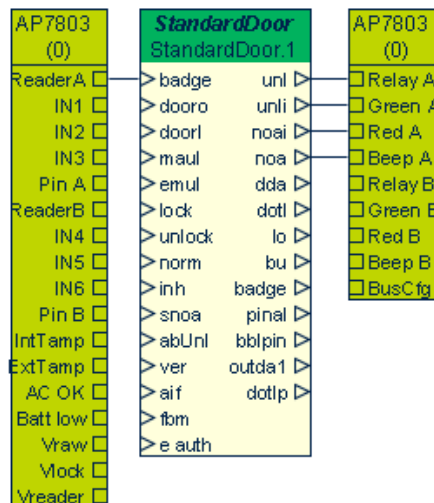 AP7803
(0)
ReaderA
IN1
IN2
IN3
Pin A
ReaderB
IN4
IN5
IN6
Pin B
IntTamp
ExtTamp
AC OK
Batt low
Vraw
Vlock
Vreader
StandardDoor
StandardDoor.1
badge unl
dooro unli
doorl noai
maul noa
emul dda
lock dotl
unlock lo
norm bu
inh badge
snoa pinal
abUnl bblpin
ver outda1
aif dotlp
fbm
e auth
AP7803
(0)
Relay A
Green A
Red A
Beep A
Relay B
Green B
Red B
Beep B
BusCfg